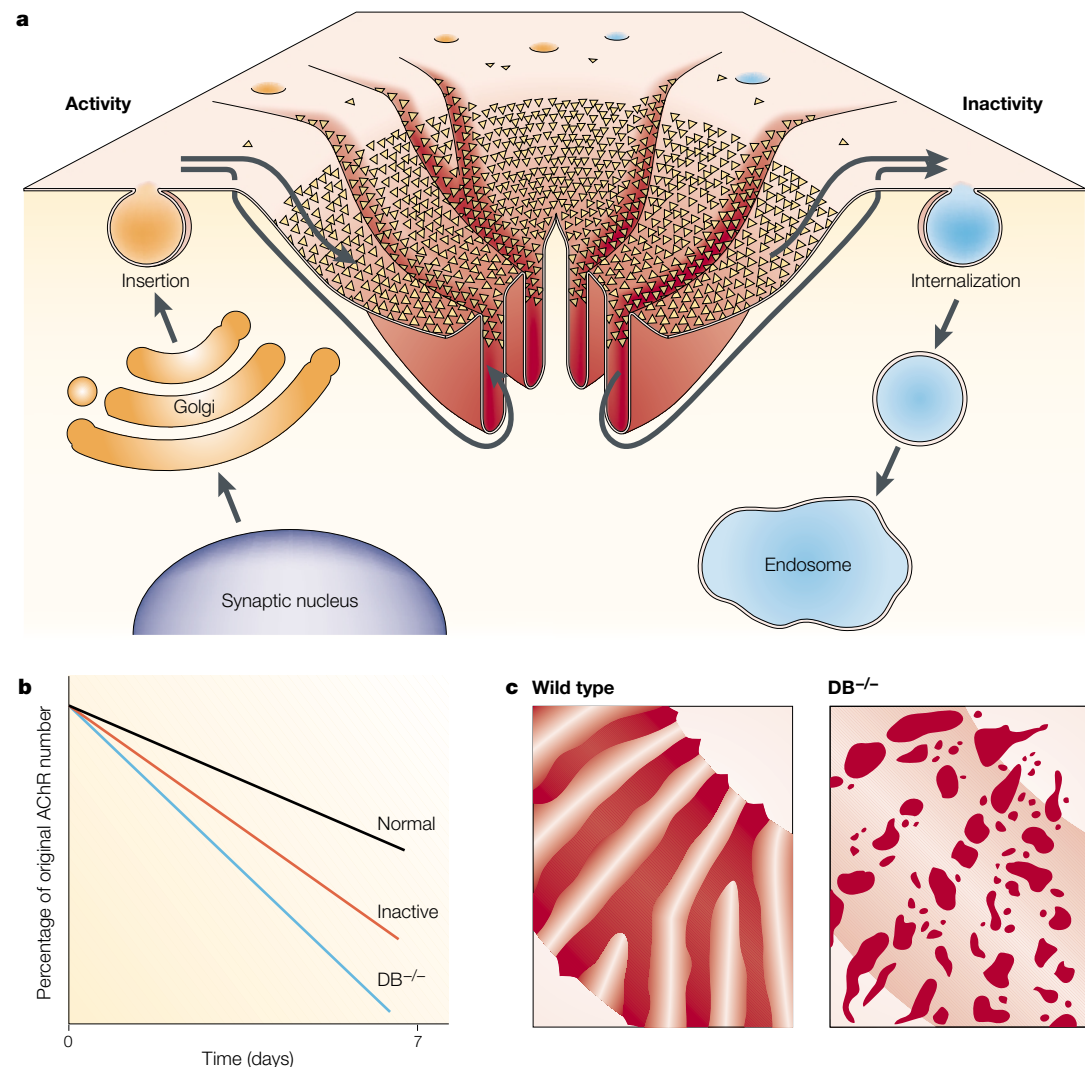 a
Activity
Inactivity
Insertion
Internalization
Golgi
Endosome
Synaptic nucleus
b
Percentage of original AChR number
Normal
Inactive
DB–/–
0
7
Time (days)
c Wild type
DB–/–